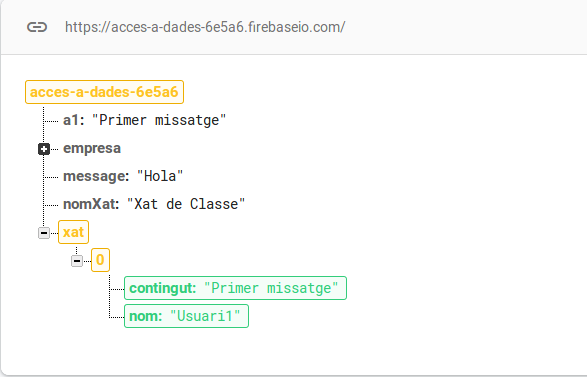 https://acces-a-dades-6e5a6.firebaseio.com/
acces-a-dades-6e5a6
a1: "Primer missatge"
empresa
message: "Hola"
nomXat: "Xat de Classe"
xat
0
contingut: "Primer missatge"
nom: "Usuari1"